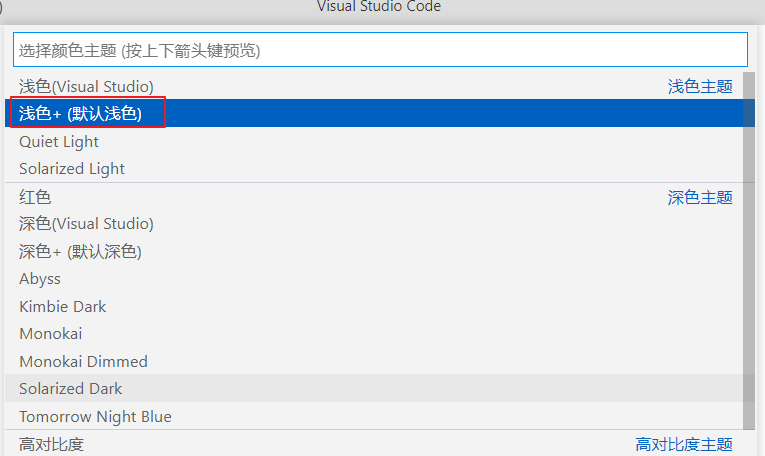 )
Visual Studio Code
选择颜色主题 (按上下箭头键预览)
浅色(Visual Studio) 浅色主题
浅色+ (默认浅色)
Quiet Light
Solarized Light
红色 深色主题
深色(Visual Studio)
深色+ (默认深色)
Abyss
Kimbie Dark
Monokai
Monokai Dimmed
Solarized Dark
Tomorrow Night Blue
高对比度 高对比度主题